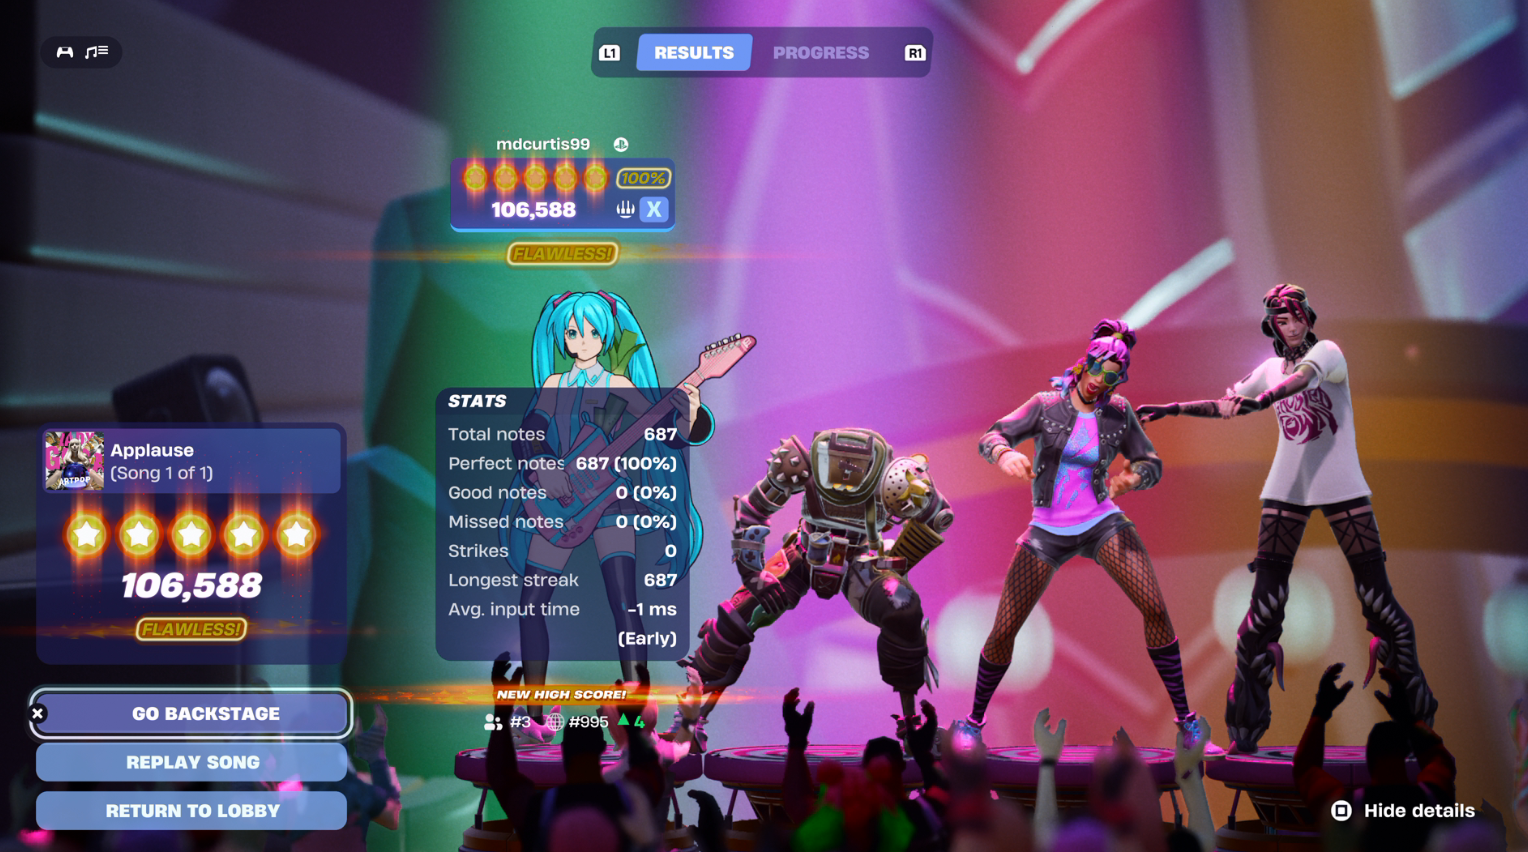 L1 RESULTS PROGRESS R1
mdcurtis99
100%
106,588 X
FLAWLESS!
STATS
Total notes 687
Perfect notes 687 (100%)
Good notes 0 (0%)
Missed notes 0 (0%)
Strikes 0
Longest streak 687
Avg. input time -1 ms
(Early)
NEW HIGH SCORE!
#3 #995 4
Applause
(Song 1 of 1)
ARTPOP
106,588
FLAWLESS!
GO BACKSTAGE
REPLAY SONG
RETURN TO LOBBY
Hide details